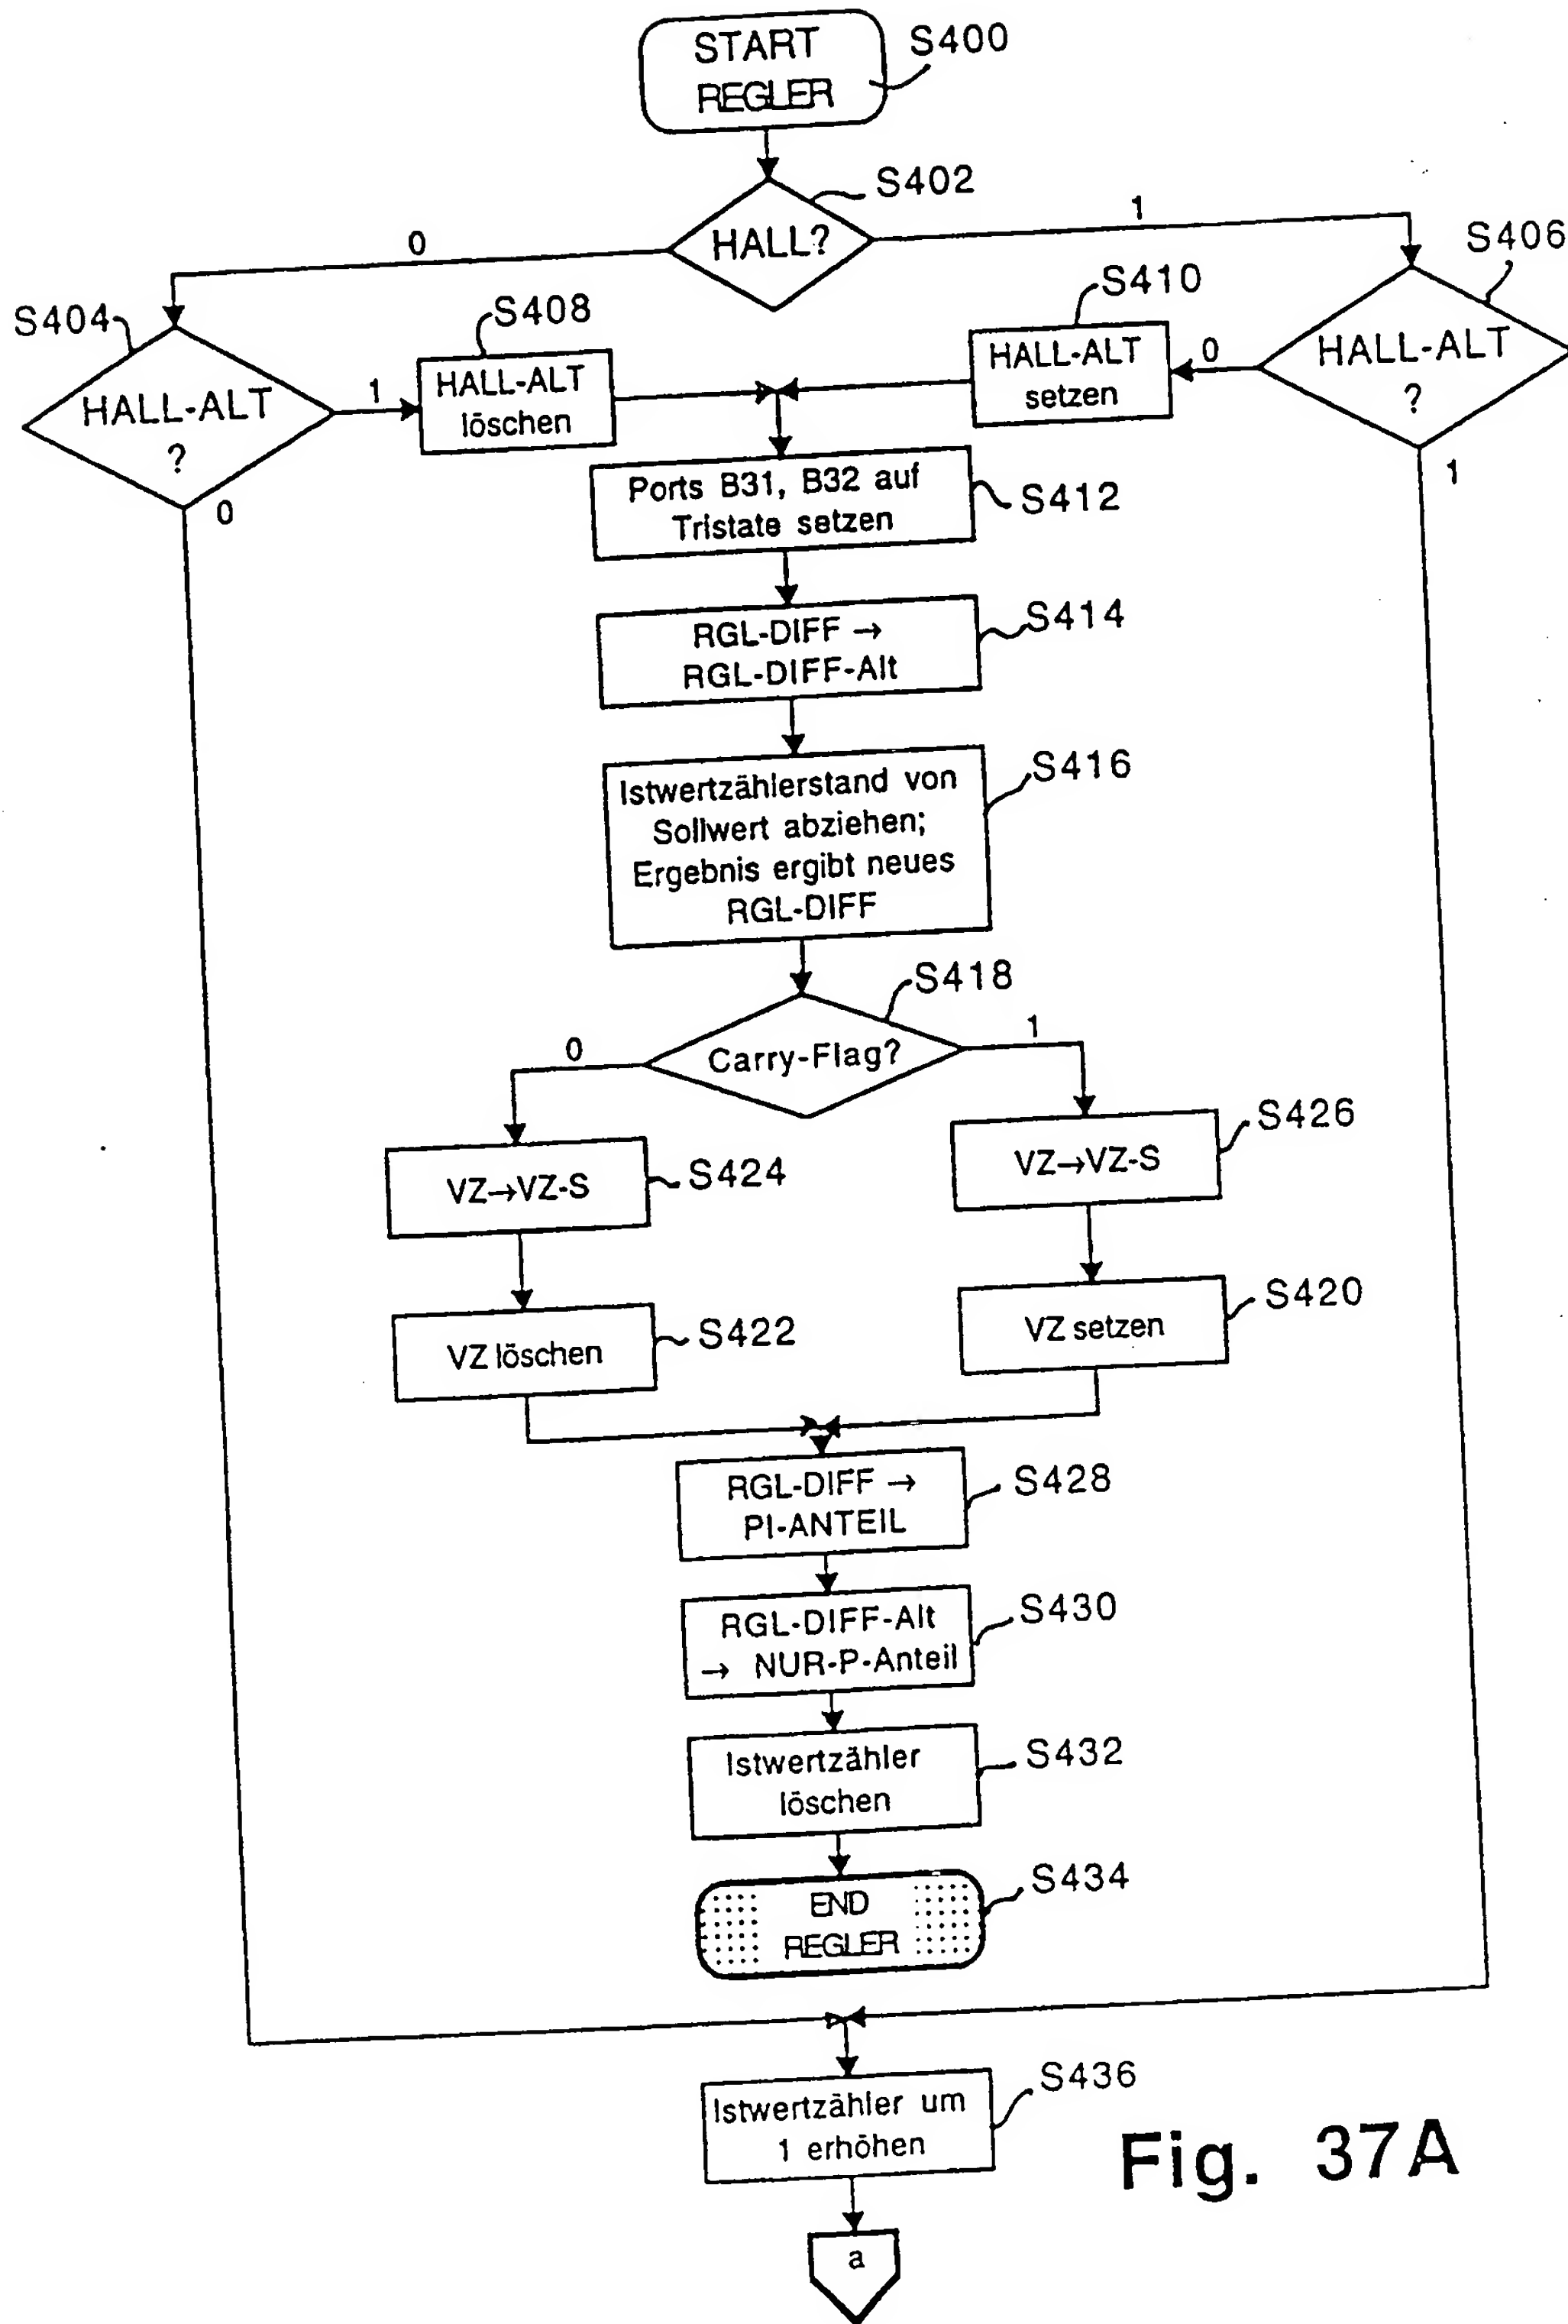 START
REGLER
S400
S402
HALL?
0
1
S406
S404
S408
S410
HALL-ALT
?
1
HALL-ALT
löschen
HALL-ALT
setzen
0
HALL-ALT
?
0
1
Ports B31, B32 auf
Tristate setzen
S412
RGL-DIFF →
RGL-DIFF-Alt
S414
Istwertzählerstand von
Sollwert abziehen;
Ergebnis ergibt neues
RGL-DIFF
S416
S418
Carry-Flag?
0
1
VZ→VZ-S
S424
VZ→VZ-S
S426
VZ löschen
S422
VZ setzen
S420
RGL-DIFF →
PI-ANTEIL
S428
RGL-DIFF-Alt
→ NUR-P-Anteil
S430
Istwertzähler
löschen
S432
END
REGLER
S434
Istwertzähler um
1 erhöhen
S436
Fig. 37A
a